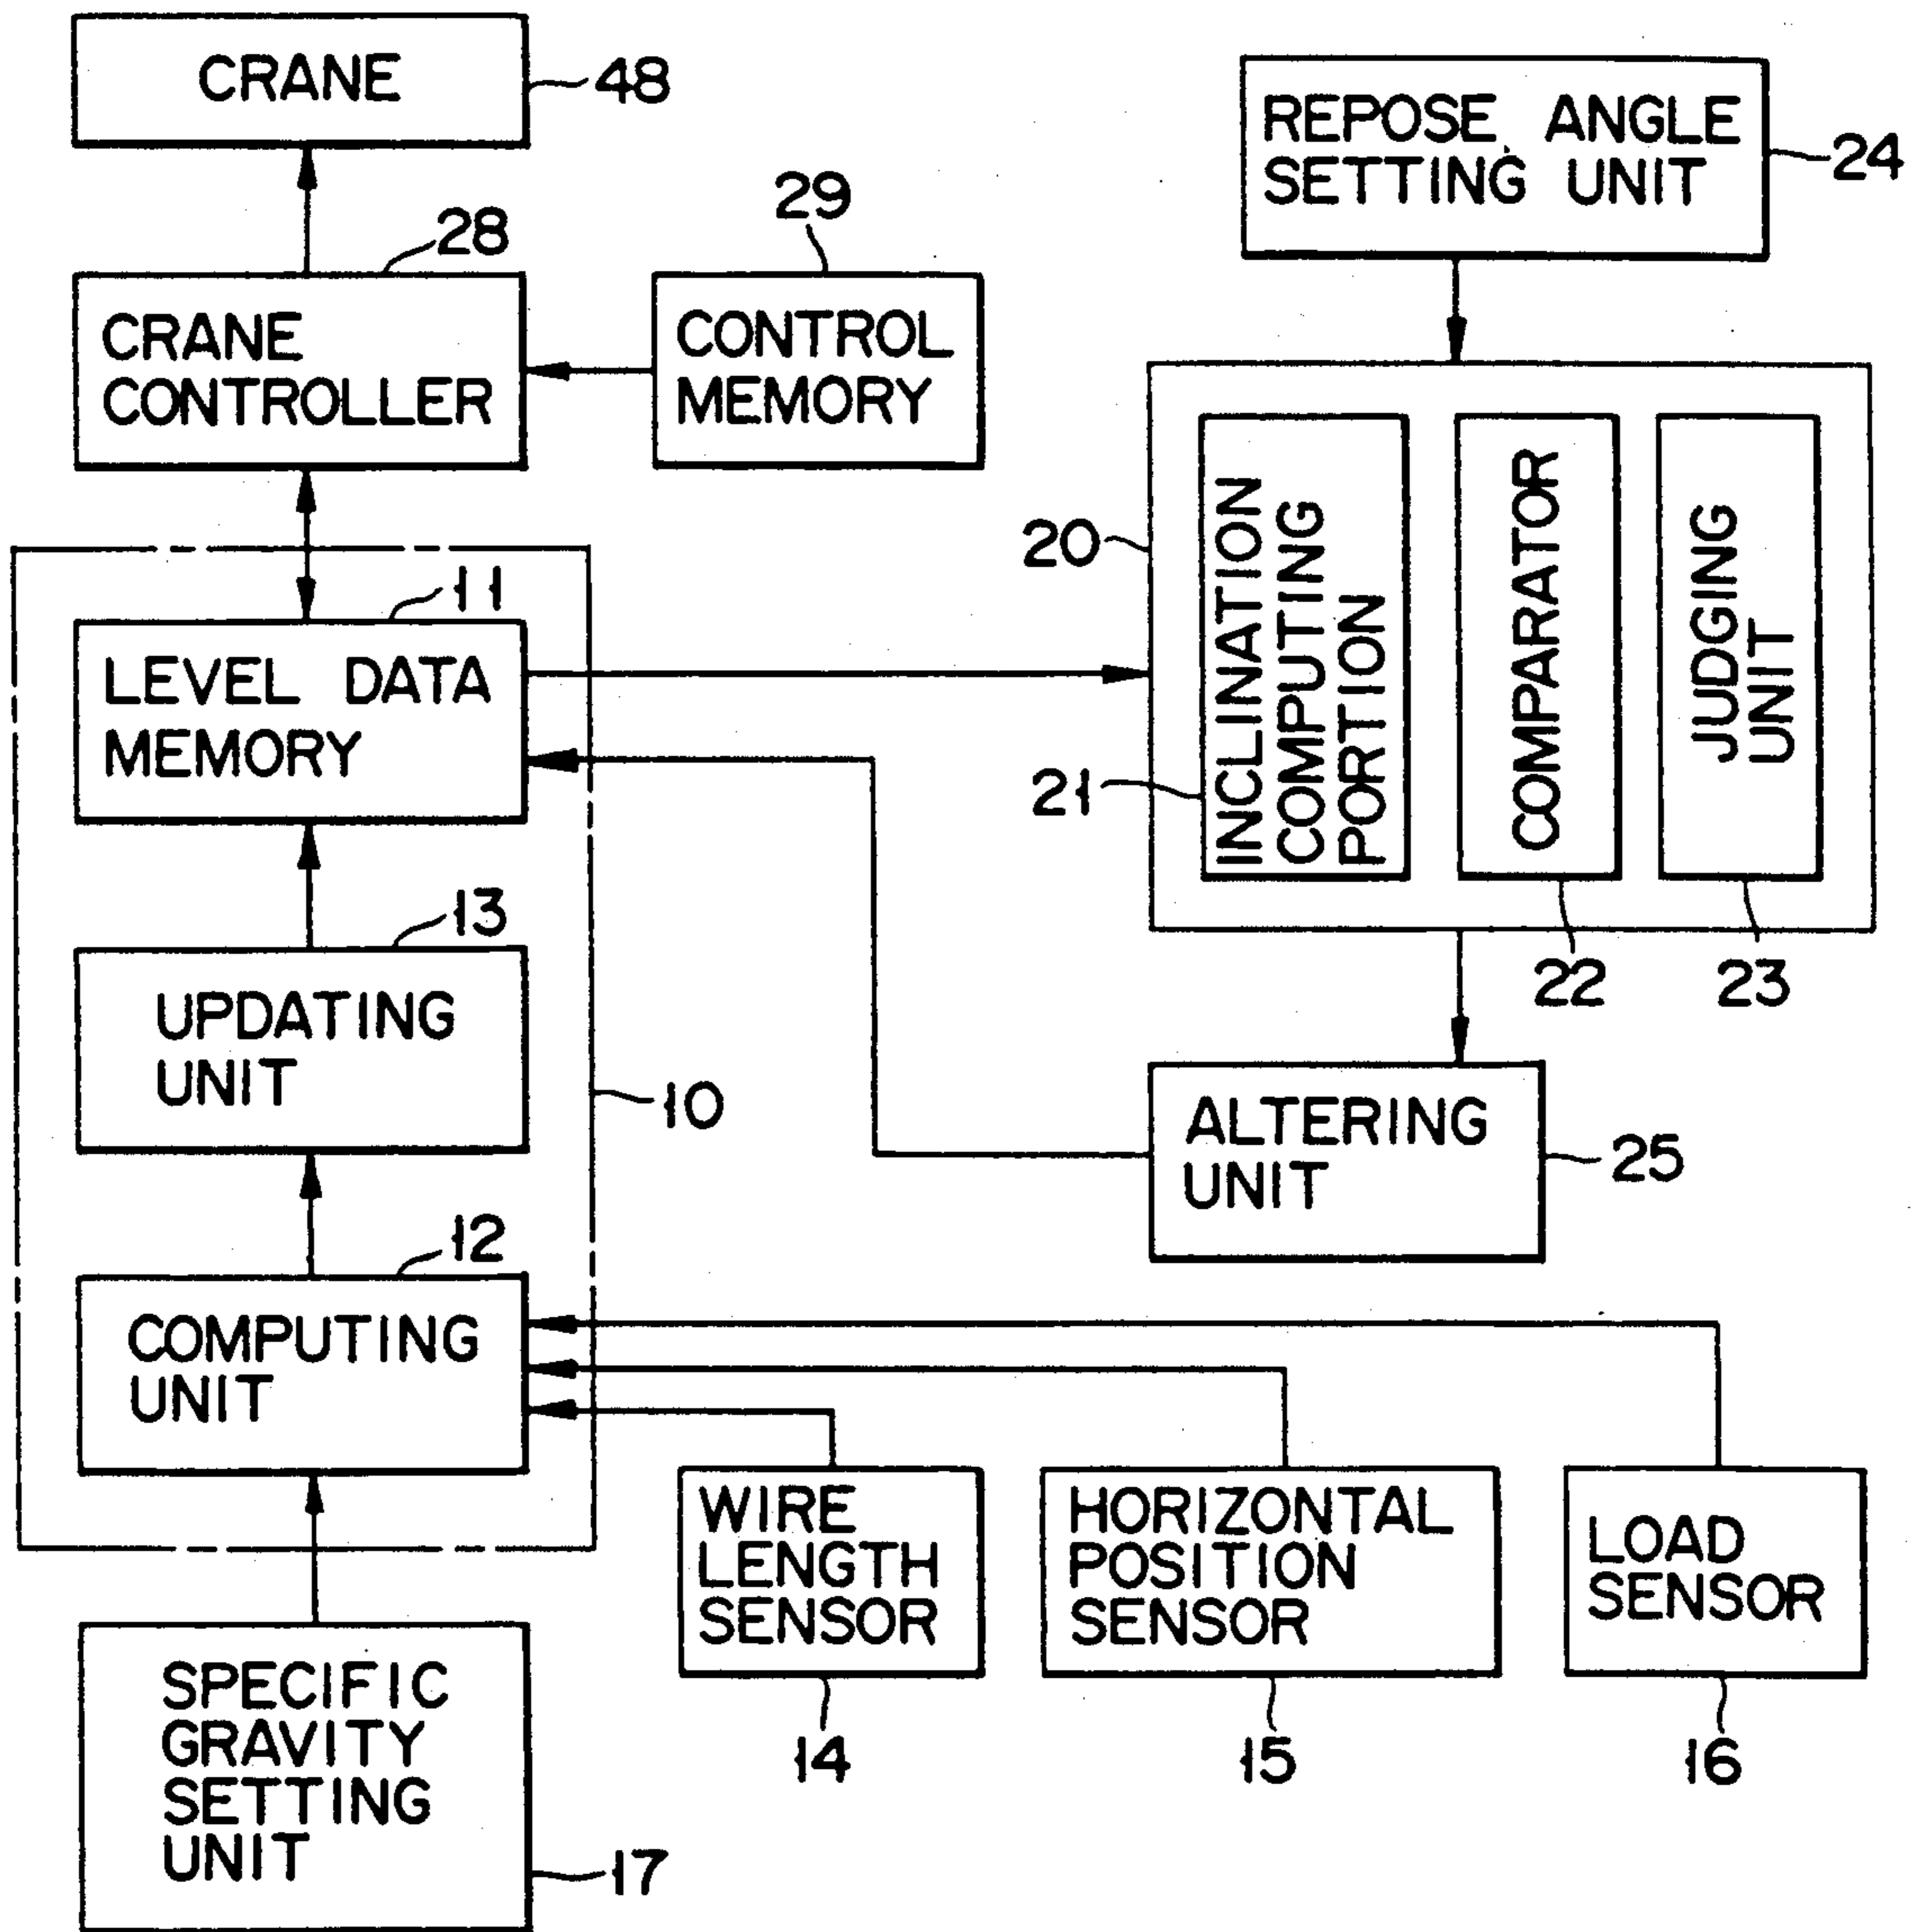 CRANE
48
REPOSE ANGLE
SETTING UNIT
24
28
29
CRANE
CONTROLLER
CONTROL
MEMORY
20
INCLINATION
COMPUTING
PORTION
COMPARATOR
JUDGING
UNIT
21
22
23
11
LEVEL DATA
MEMORY
13
UPDATING
UNIT
10
ALTERING
UNIT
25
12
COMPUTING
UNIT
WIRE
LENGTH
SENSOR
14
HORIZONTAL
POSITION
SENSOR
15
LOAD
SENSOR
16
SPECIFIC
GRAVITY
SETTING
UNIT
17